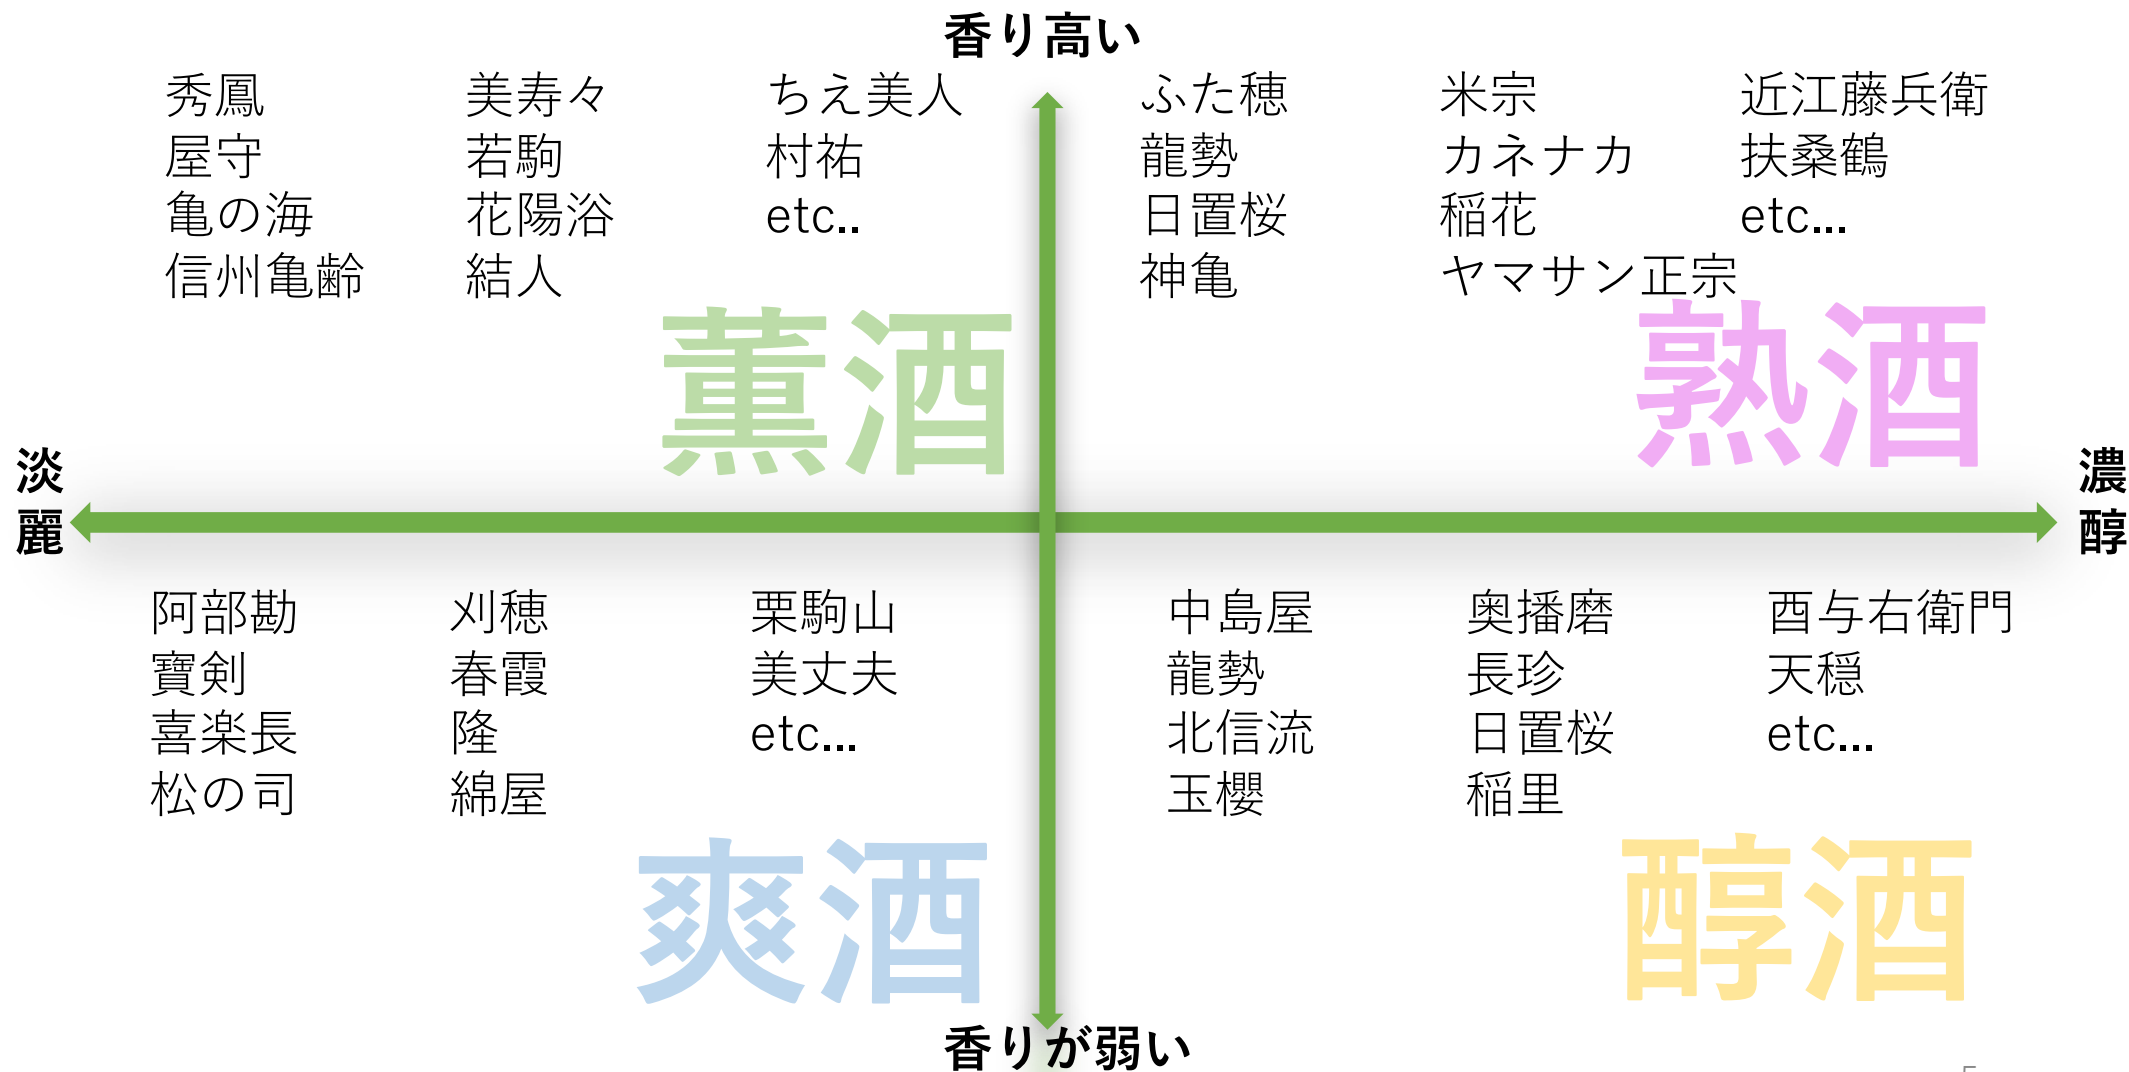 香り高い
秀鳳 美寿々 ちえ美人 ふた穂 米宗 近江藤兵衛
屋守 若駒 村祐 龍勢 カネナカ 扶桑鶴
亀の海 花陽浴 etc.. 日置桜 稲花 etc...
信州亀齢 結人 神亀 ヤマサン正宗
薫酒 熟酒
淡麗 濃醇
阿部勘 刈穂 栗駒山 中島屋 奥播磨 酉与右衛門
寶剣 春霞 美丈夫 龍勢 長珍 天穏
喜楽長 隆 etc... 北信流 日置桜 etc...
松の司 綿屋 玉櫻 稲里
爽酒 醇酒
香りが弱い